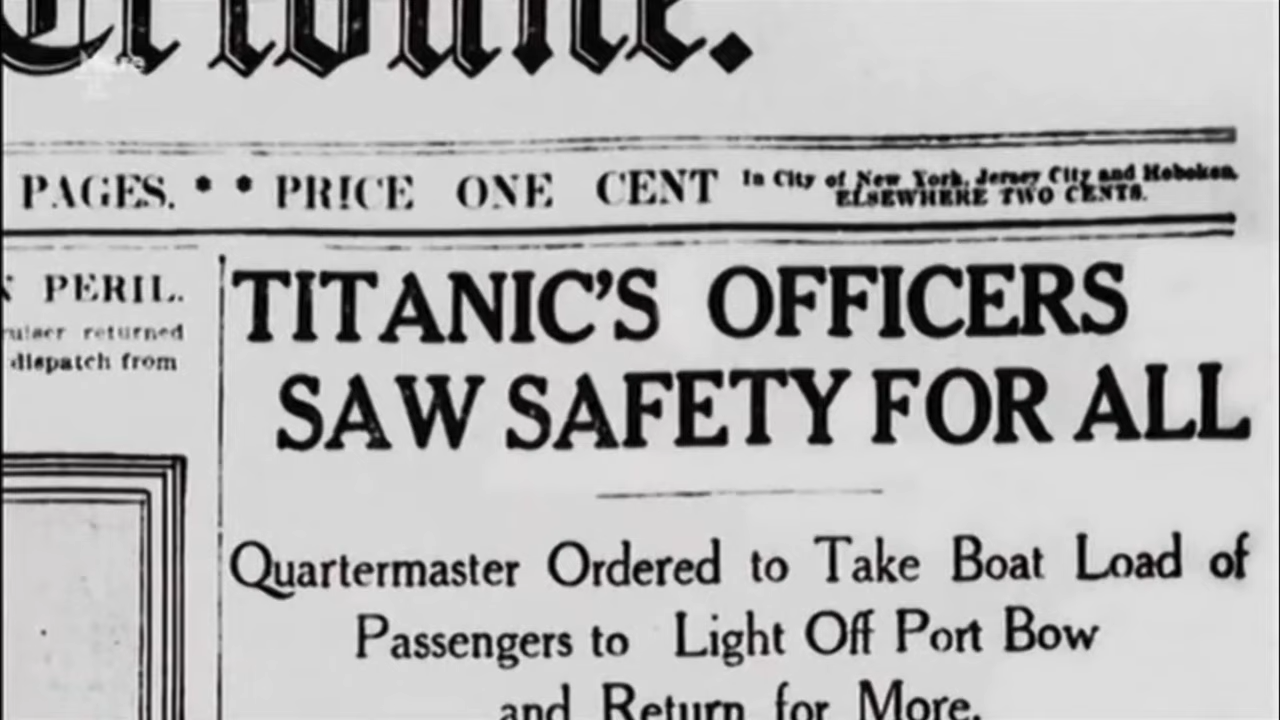 Tribune.
PAGES. * * PRICE ONE CENT In City of New York, Jersey City and Hoboken.
ELSEWHERE TWO CENTS.
PERIL.
returned
dispatch from
TITANIC'S OFFICERS
SAW SAFETY FOR ALL
Quartermaster Ordered to Take Boat Load of
Passengers to Light Off Port Bow
and Return for More.